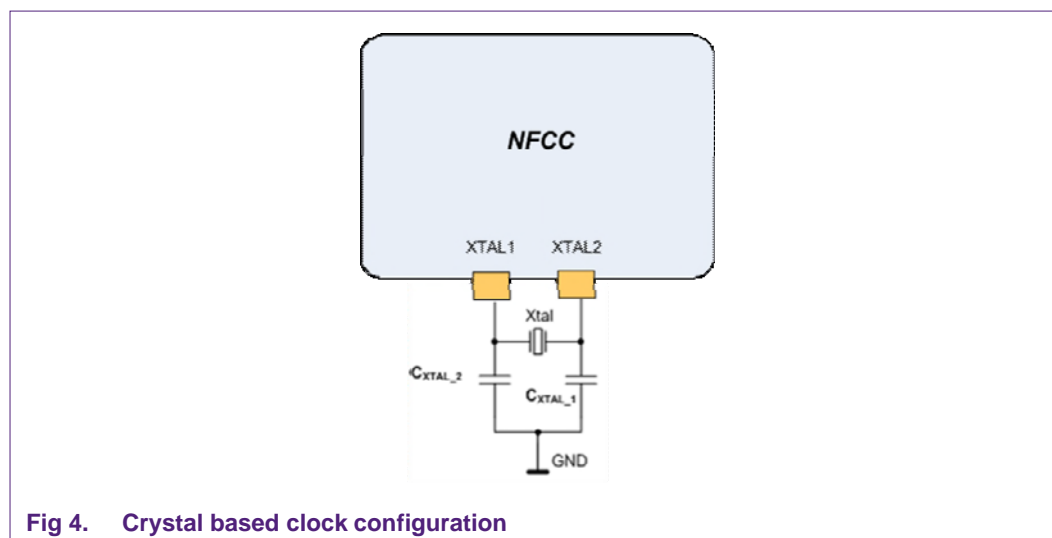 NFCC
XTAL1 XTAL2
Xtal
CXTAL_2
CXTAL_1
GND
Fig 4. Crystal based clock configuration